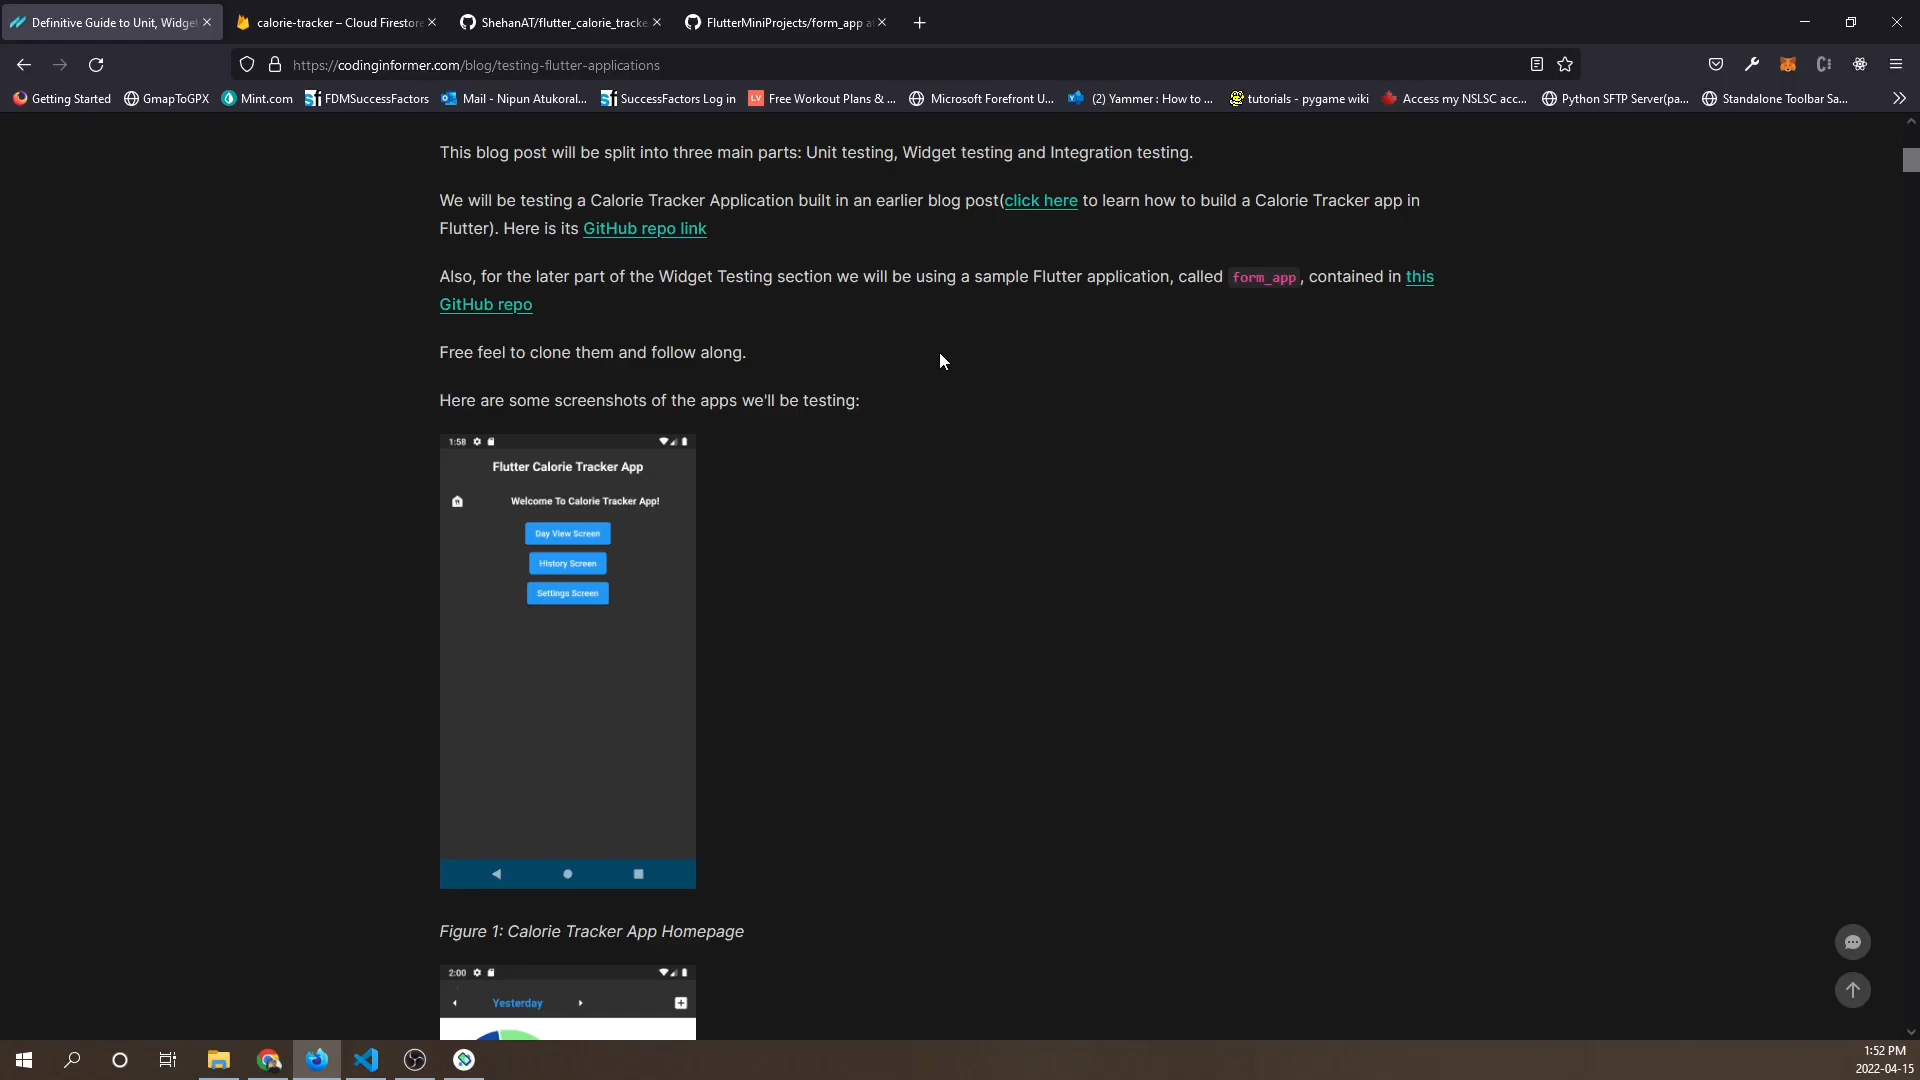 Definitive Guide to Unit, Widge
calorie-tracker – Cloud Firestore
ShehanAT/flutter_calorie_tracke
FlutterMiniProjects/form_app a
https://codinginformer.com/blog/testing-flutter-applications
Getting Started
GmapToGPX
Mint.com
FDMSuccessFactors
Mail - Nipun Atukoral...
SuccessFactors Log in
Free Workout Plans & ...
Microsoft Forefront U...
(2) Yammer : How to ...
tutorials - pygame wiki
Access my NSLSC acc...
Python SFTP Server(pa...
Standalone Toolbar Sa...
This blog post will be split into three main parts: Unit testing, Widget testing and Integration testing.
We will be testing a Calorie Tracker Application built in an earlier blog post(click here to learn how to build a Calorie Tracker app in
Flutter). Here is its GitHub repo link
Also, for the later part of the Widget Testing section we will be using a sample Flutter application, called form_app, contained in this
GitHub repo
Free feel to clone them and follow along.
Here are some screenshots of the apps we'll be testing:
1:58
Flutter Calorie Tracker App
Welcome To Calorie Tracker App!
Day View Screen
History Screen
Settings Screen
Figure 1: Calorie Tracker App Homepage
2:00
Yesterday
1:52 PM
2022-04-15